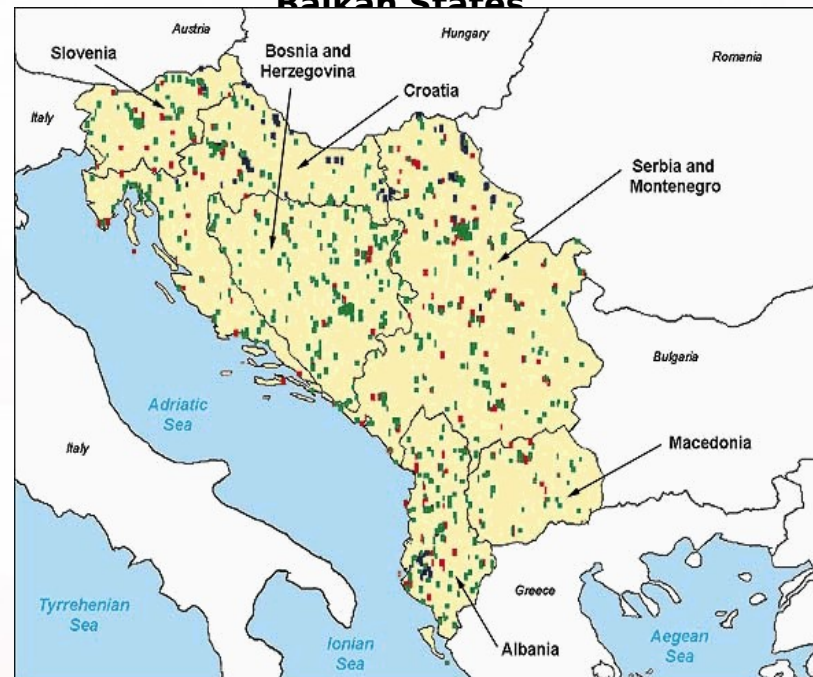 Balkan States
Austria
Hungary
Romania
Slovenia
Bosnia and
Herzegovina
Croatia
Italy
Serbia and
Montenegro
Bulgaria
Adriatic
Sea
Italy
Macedonia
Tyrrehenian
Sea
Ionian
Sea
Greece
Albania
Aegean
Sea